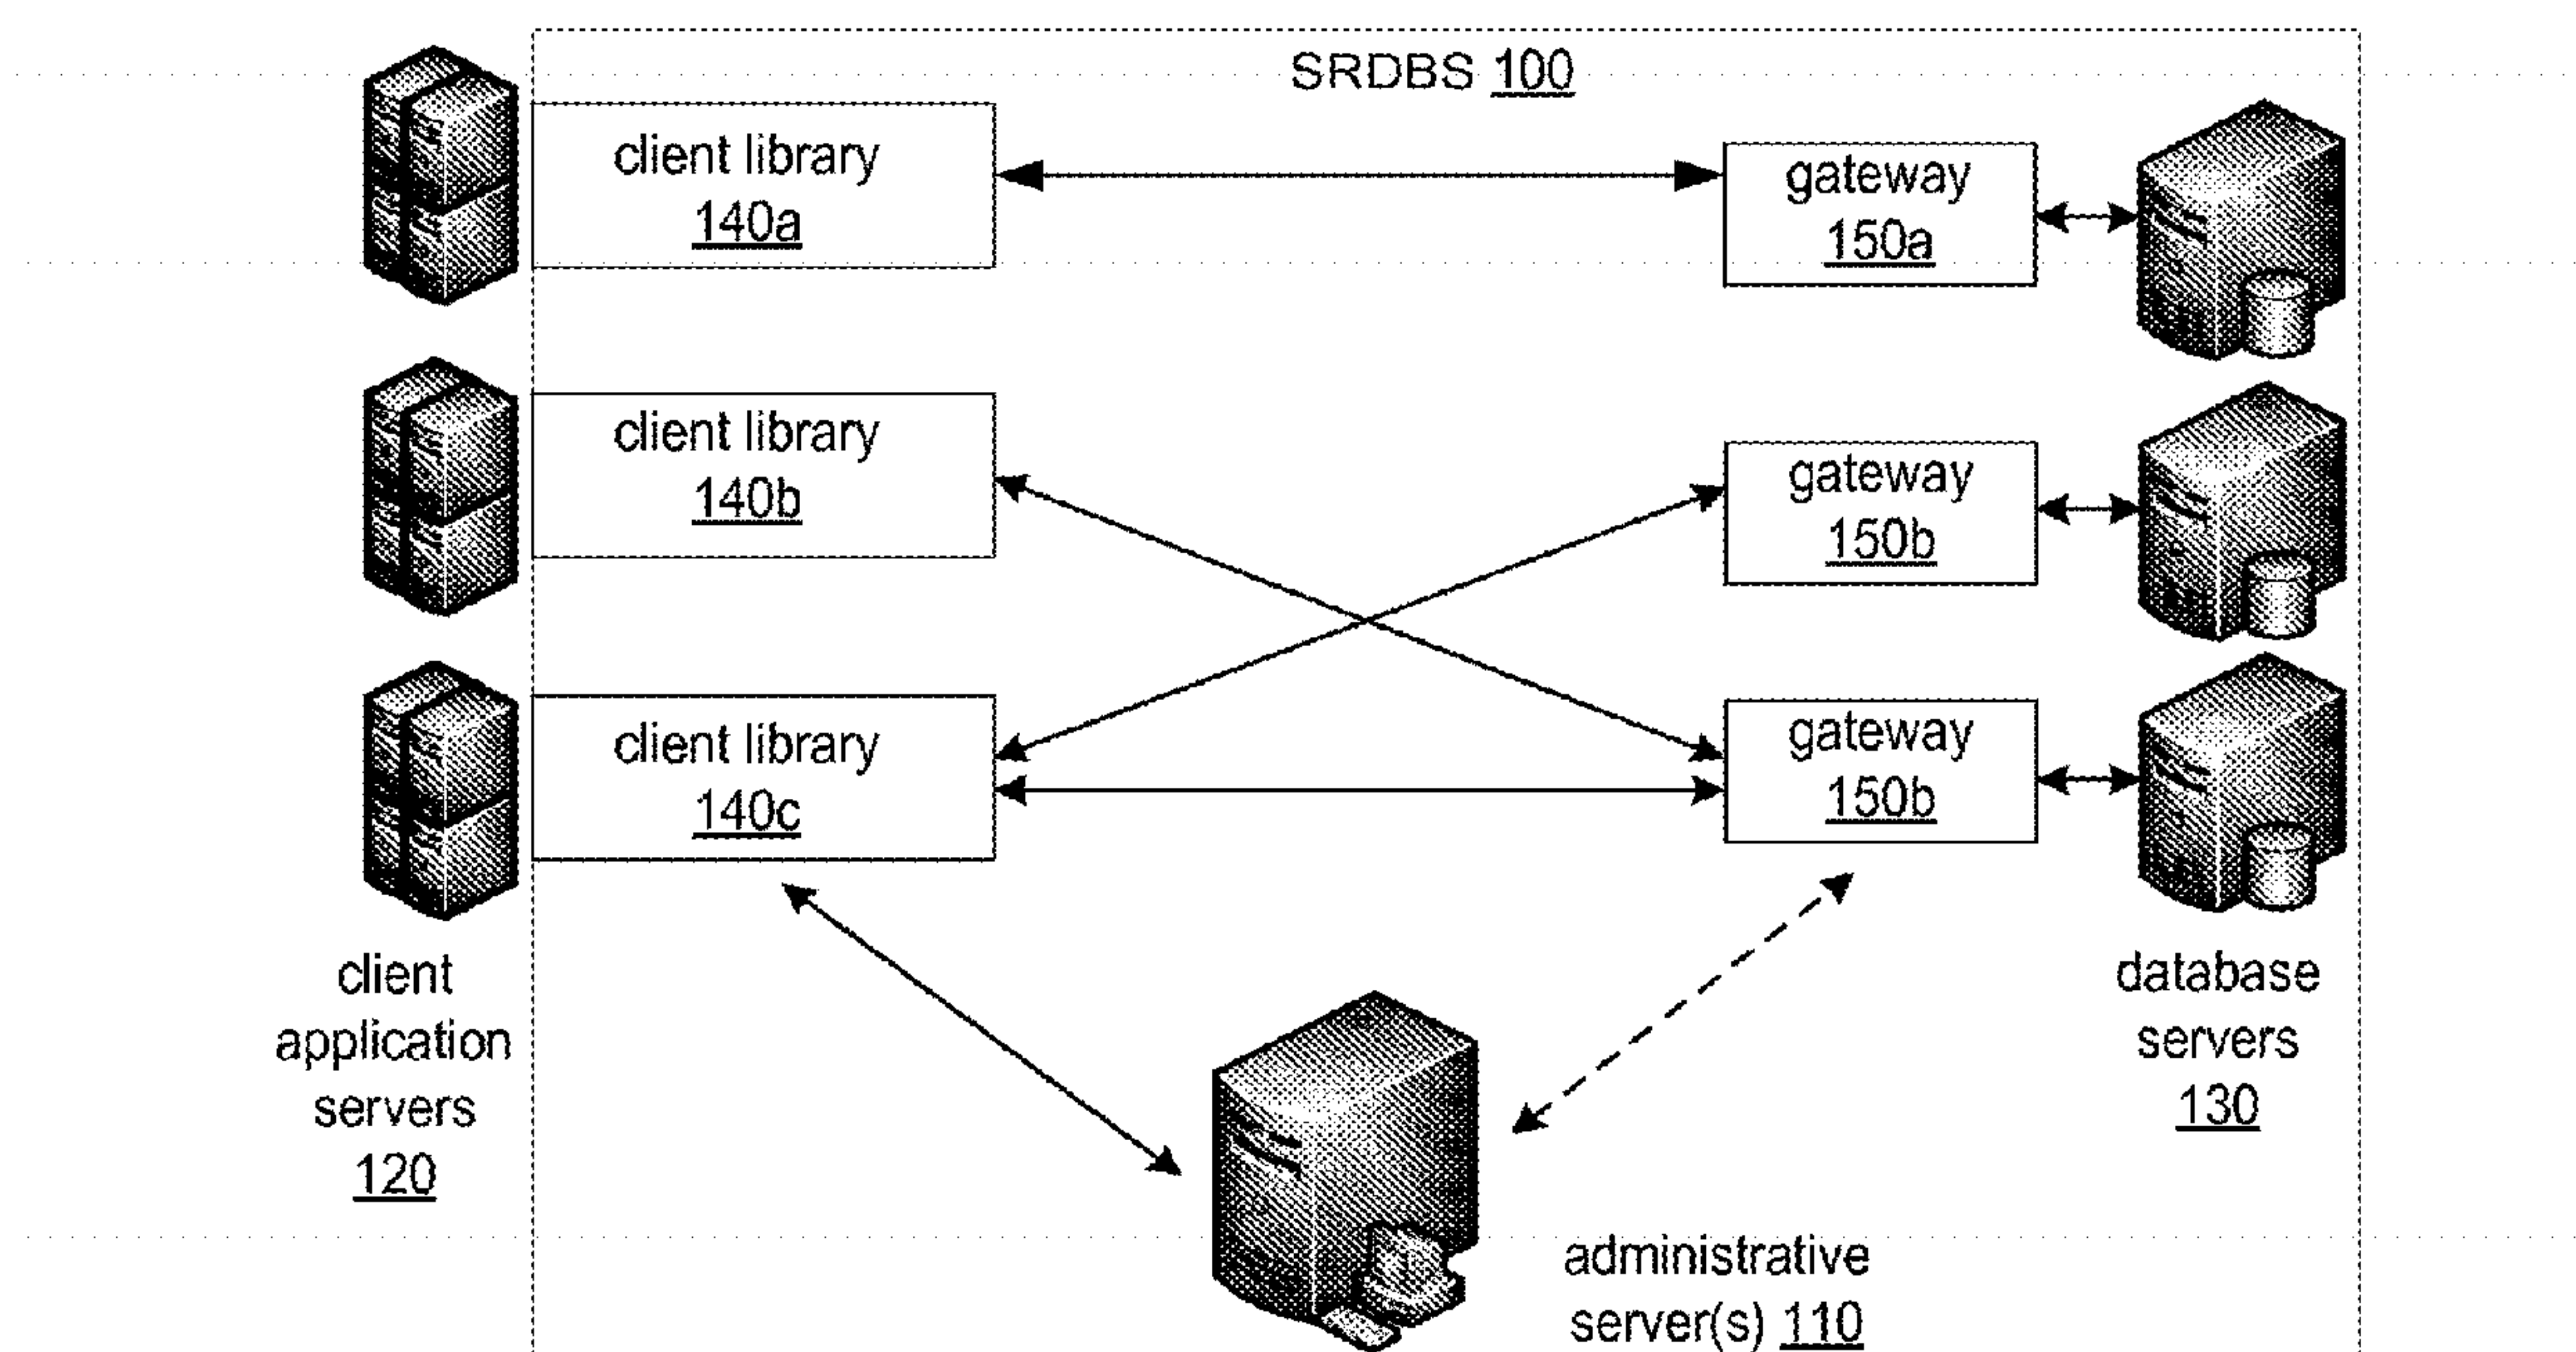 SRDBS 100
client library
140a
gateway
150a
client library
140b
gateway
150b
client library
140c
gateway
150b
client
application
servers
120
database
servers
130
administrative
server(s) 110